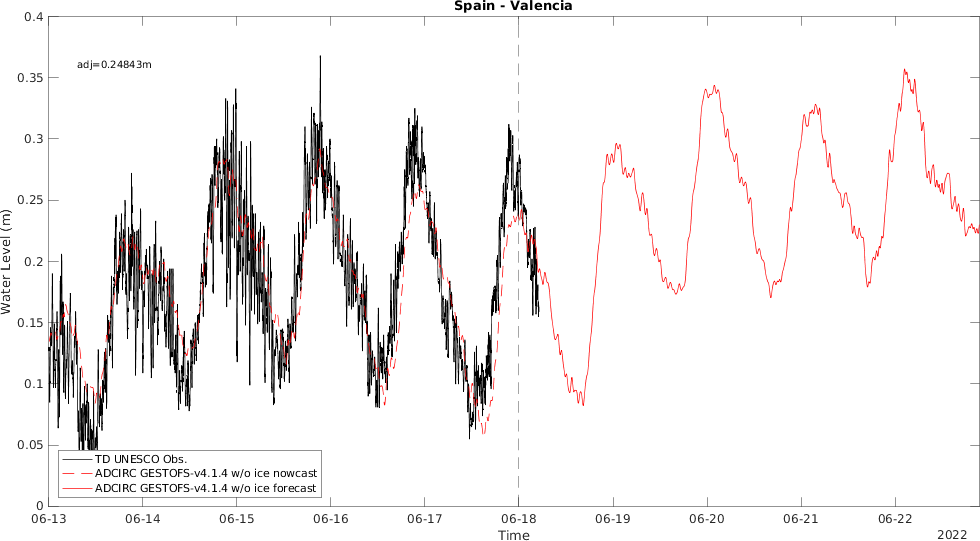 Spain - Valencia
adj=0.24843m
Water Level (m)
0.4
0.35
0.3
0.25
0.2
0.15
0.1
0.05
0
TD UNESCO Obs.
ADCIRC GESTOFS-v4.1.4 w/o ice nowcast
ADCIRC GESTOFS-v4.1.4 w/o ice forecast
06-13 06-14 06-15 06-16 06-17 06-18 06-19 06-20 06-21 06-22
Time
2022